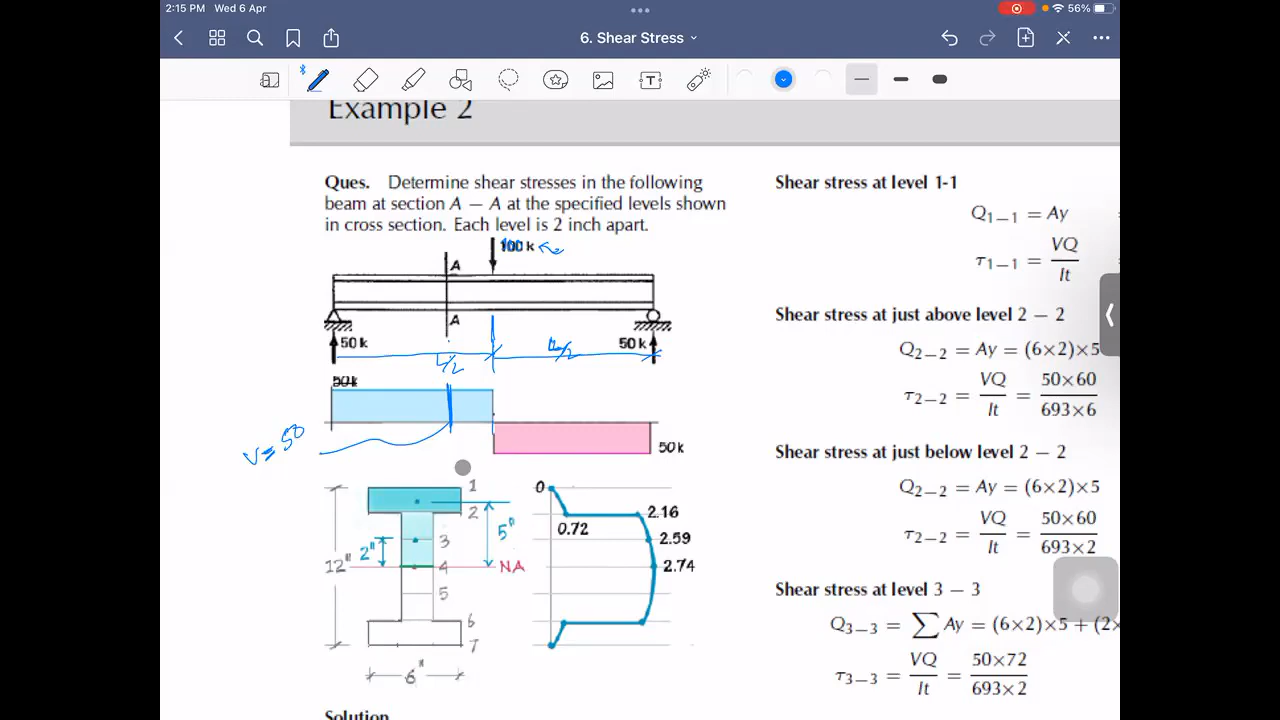 2:15 PM Wed 6 Apr
56%
6. Shear Stress
Example 2
Ques. Determine shear stresses in the following
beam at section A – A at the specified levels shown
in cross section. Each level is 2 inch apart.
100 k
A
A
50 k
50 k
L/2
L/2
50k
V = 50
50 k
1
2
3
4
5
6
7
5"
2"
12"
NA
6"
0
0.72
2.16
2.59
2.74
Solution
Shear stress at level 1-1
Q1−1 = Ay =
τ1−1 = VQ/It
Shear stress at just above level 2 − 2
Q2−2 = Ay = (6×2)×5
τ2−2 = VQ/It = 50×60/693×6
Shear stress at just below level 2 − 2
Q2−2 = Ay = (6×2)×5
τ2−2 = VQ/It = 50×60/693×2
Shear stress at level 3 − 3
Q3−3 = ∑ Ay = (6×2)×5 + (2×
τ3−3 = VQ/It = 50×72/693×2